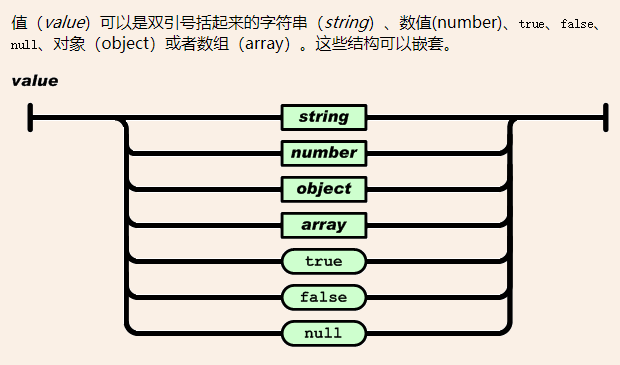 值（value）可以是双引号括起来的字符串（string）、数值(number)、true、false、
null、对象（object）或者数组（array）。这些结构可以嵌套。
value
string
number
object
array
true
false
null